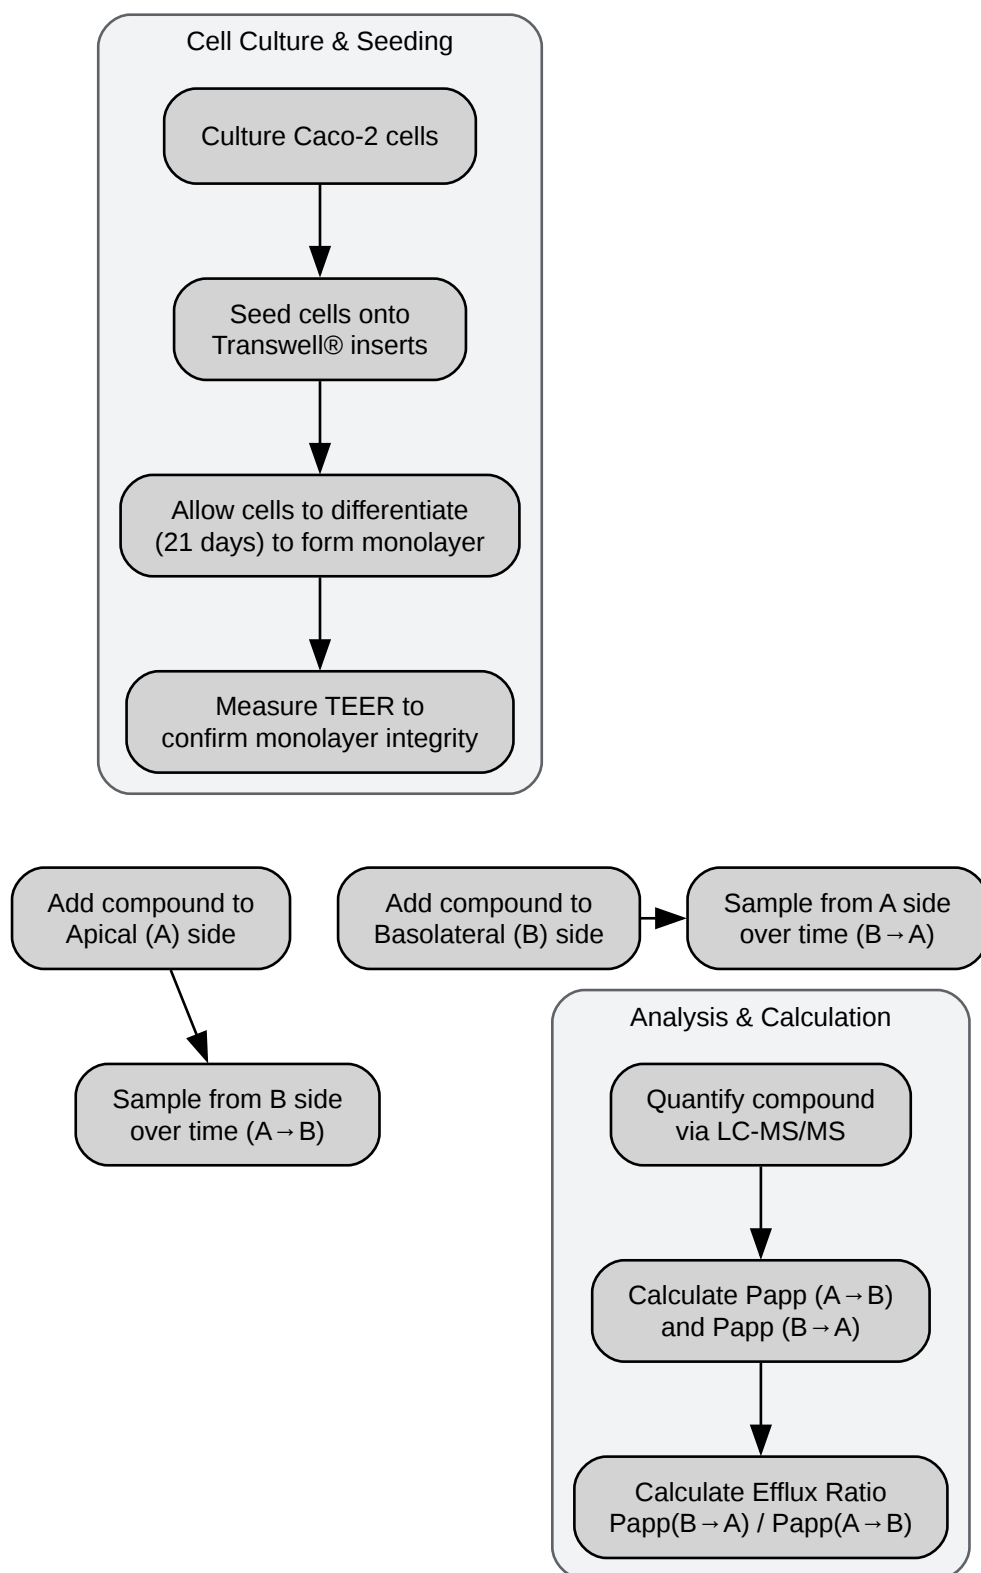 Cell Culture & Seeding
Culture Caco-2 cells
Seed cells onto
Transwell® inserts
Allow cells to differentiate
(21 days) to form monolayer
Measure TEER to
confirm monolayer integrity
Add compound to
Apical (A) side
Add compound to
Basolateral (B) side
Sample from A side
over time (B→A)
Sample from B side
over time (A→B)
Analysis & Calculation
Quantify compound
via LC-MS/MS
Calculate Papp (A→B)
and Papp (B→A)
Calculate Efflux Ratio
Papp(B→A) / Papp(A→B)